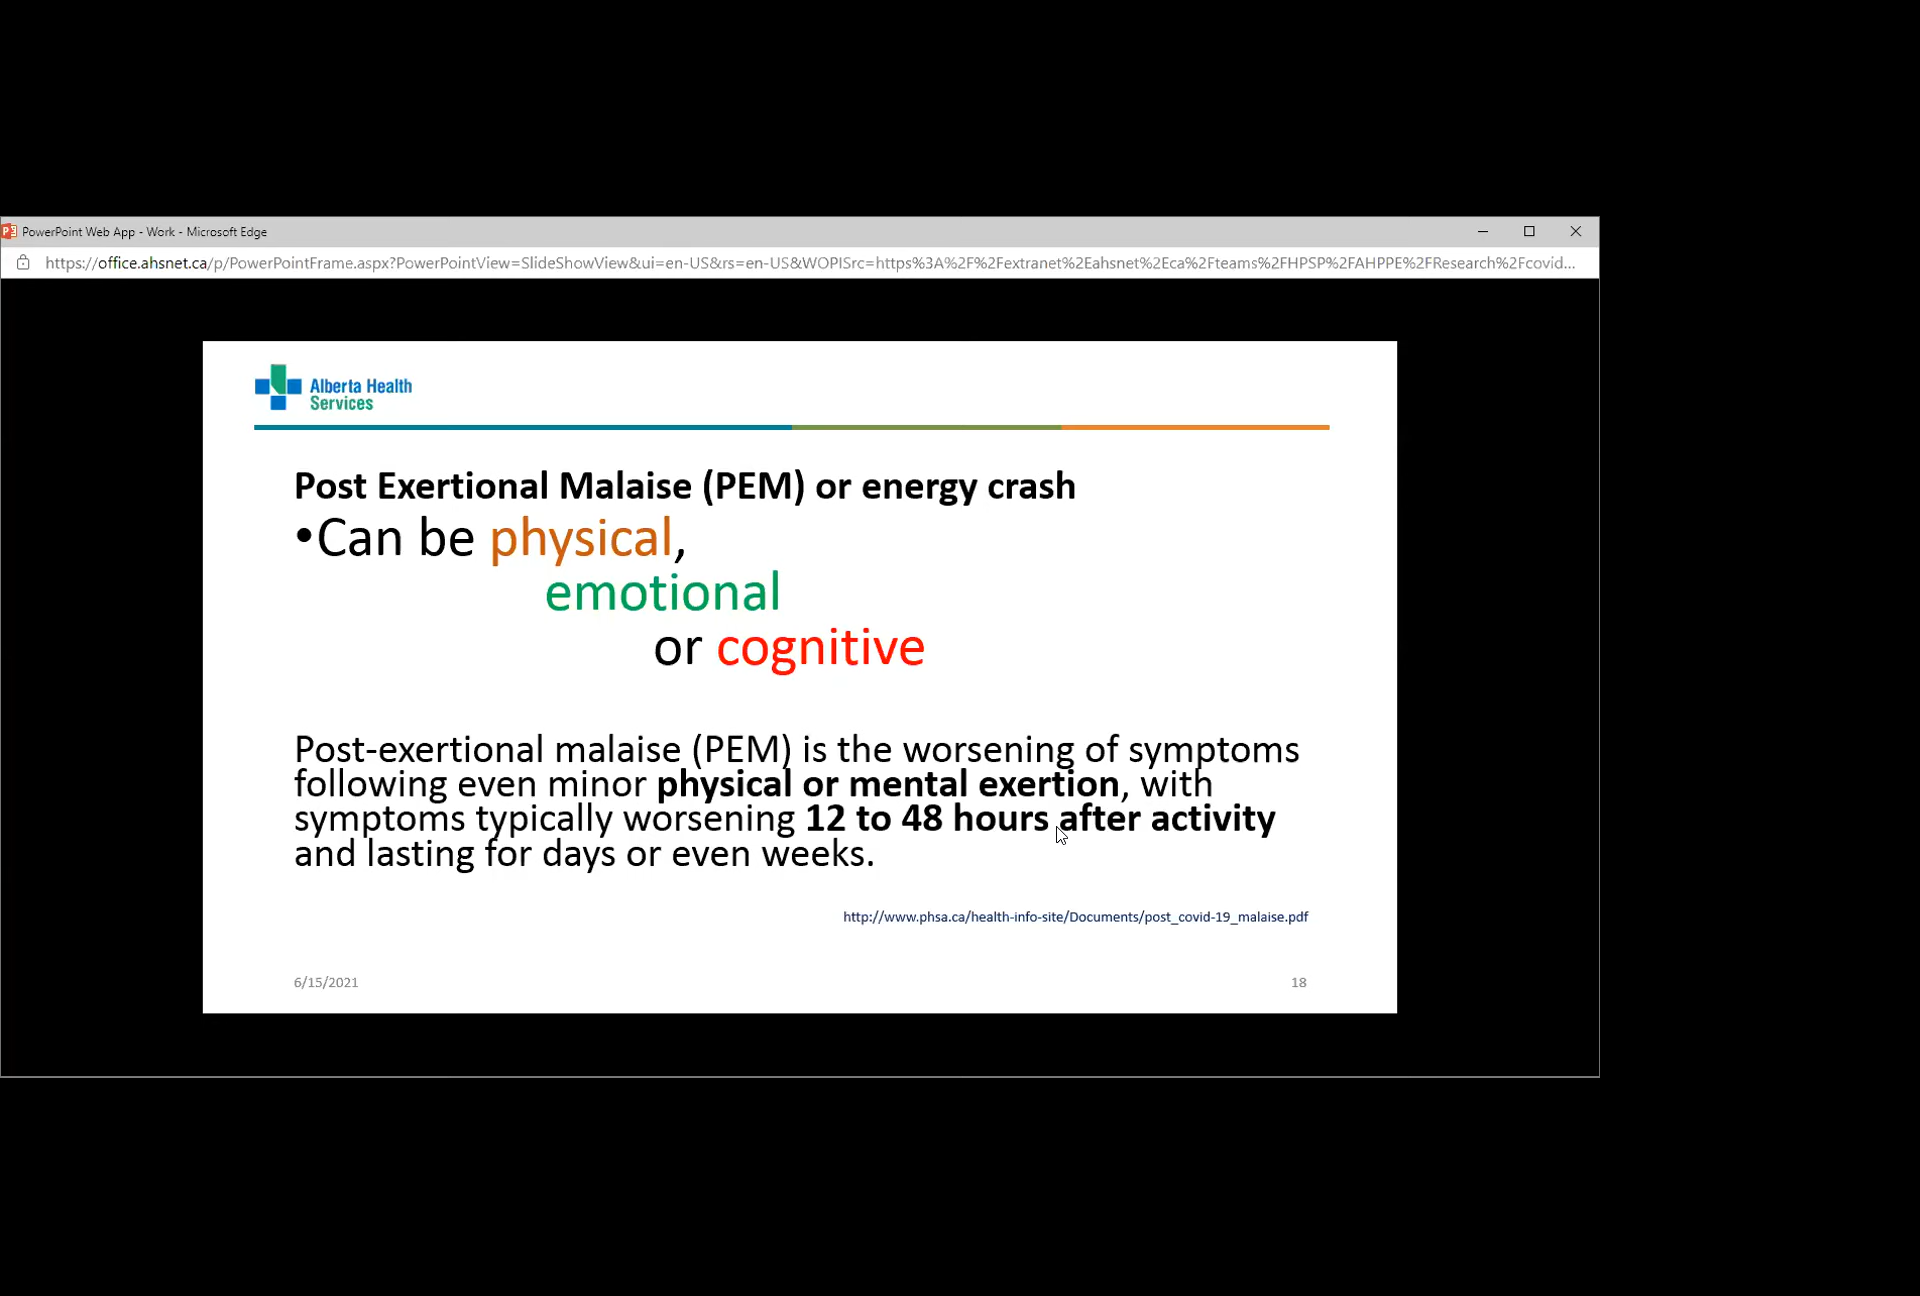 PowerPoint Web App - Work - Microsoft Edge
https://office.ahsnet.ca/p/PowerPointFrame.aspx?PowerPointView=SlideShowView&ui=en-US&rs=en-US&WOPISrc=https%3A%2F%2Fextranet%2Eahsnet%2Eca%2Fteams%2FHPSP%2FAHPPE%2FResearch%2Fcovid...
Alberta Health
Services
Post Exertional Malaise (PEM) or energy crash
•Can be physical,
emotional
or cognitive
Post-exertional malaise (PEM) is the worsening of symptoms
following even minor physical or mental exertion, with
symptoms typically worsening 12 to 48 hours after activity
and lasting for days or even weeks.
http://www.phsa.ca/health-info-site/Documents/post_covid-19_malaise.pdf
6/15/2021
18